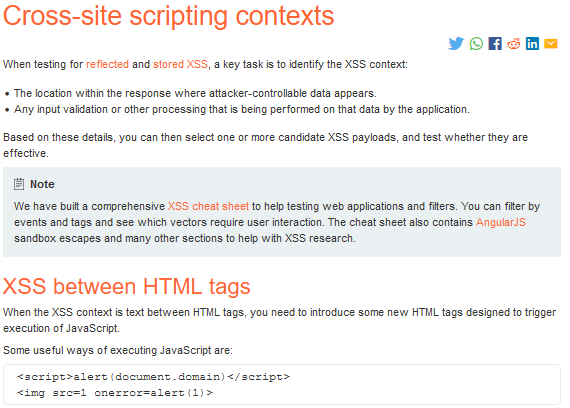 Cross-site scripting contexts
When testing for reflected and stored XSS, a key task is to identify the XSS context:
• The location within the response where attacker-controllable data appears.
• Any input validation or other processing that is being performed on that data by the application.
Based on these details, you can then select one or more candidate XSS payloads, and test whether they are
effective.
Note
We have built a comprehensive XSS cheat sheet to help testing web applications and filters. You can filter by
events and tags and see which vectors require user interaction. The cheat sheet also contains AngularJS
sandbox escapes and many other sections to help with XSS research.
XSS between HTML tags
When the XSS context is text between HTML tags, you need to introduce some new HTML tags designed to trigger
execution of JavaScript.
Some useful ways of executing JavaScript are:
<script>alert(document.domain)</script>
<img src=1 onerror=alert(1)>